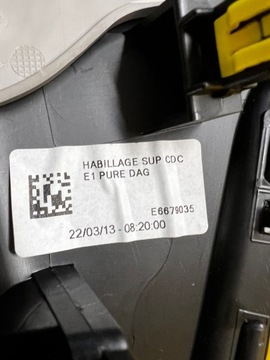 HABILLAGE SUP CDC
E1 PURE DAG
E6679035
22/03/13 - 08:20:00